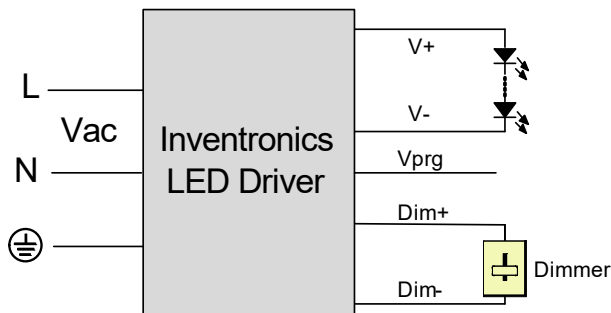 L
Vac
N
Inventronics
LED Driver
V+
V-
Vprg
Dim+
Dim-
Dimmer